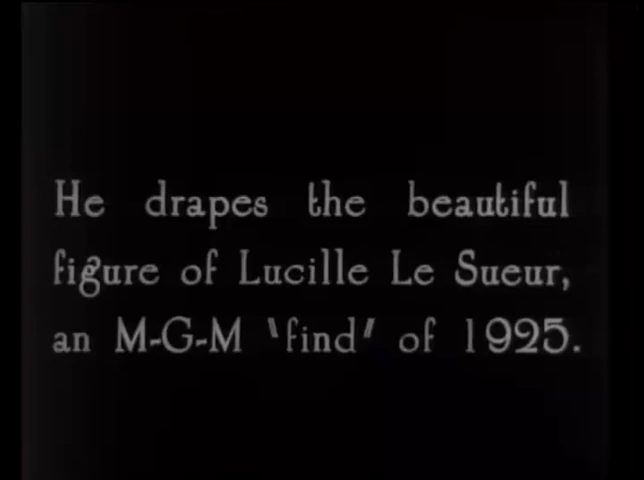 He drapes the beautiful
figure of Lucille Le Sueur,
an M-G-M "find" of 1925.